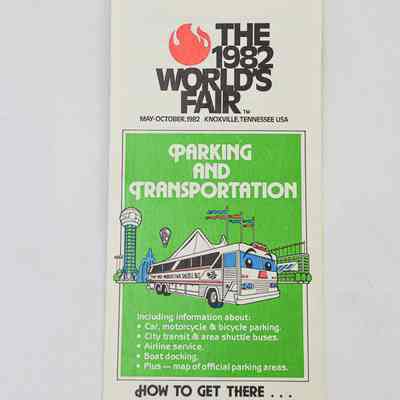 THE
1982
WORLD'S
FAIR™
MAY-OCTOBER, 1982 KNOXVILLE, TENNESSEE USA
PARKING
AND
TRANSPORTATION
Including information about:
• Car, motorcycle & bicycle parking.
• City transit & area shuttle buses.
• Airline service.
• Boat docking.
• Plus — map of official parking areas.
HOW TO GET THERE . . .